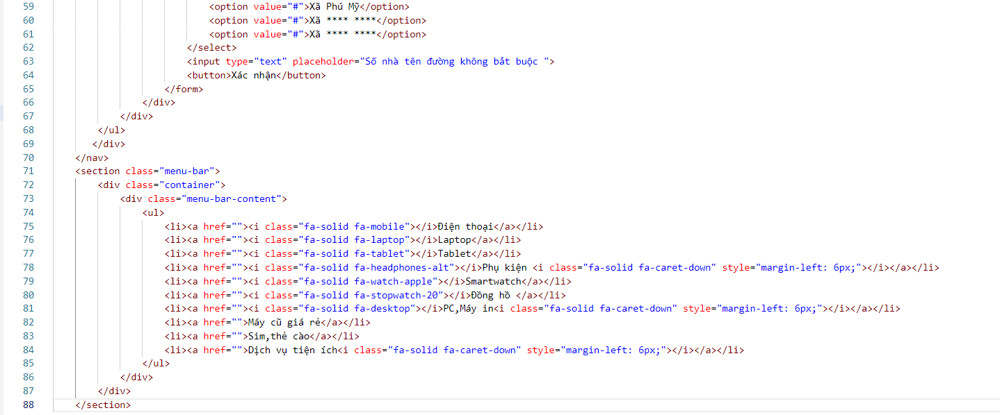 59 <option value="#">Xã Phú Mỹ</option>
60 <option value="#">Xã **** ****</option>
61 <option value="#">Xã **** ****</option>
62 </select>
63 <input type="text" placeholder="Số nhà tên đường không bắt buộc ">
64 <button>Xác nhận</button>
65 </form>
66 </div>
67 </div>
68 </ul>
69 </div>
70 </nav>
71 <section class="menu-bar">
72 <div class="container">
73 <div class="menu-bar-content">
74 <ul>
75 <li><a href=""><i class="fa-solid fa-mobile"></i>Điện thoại</a></li>
76 <li><a href=""><i class="fa-solid fa-laptop"></i>Laptop</a></li>
77 <li><a href=""><i class="fa-solid fa-tablet"></i>Tablet</a></li>
78 <li><a href=""><i class="fa-solid fa-headphones-alt"></i>Phụ kiện <i class="fa-solid fa-caret-down" style="margin-left: 6px;"></i></a></li>
79 <li><a href=""><i class="fa-solid fa-watch-apple"></i>Smartwatch</a></li>
80 <li><a href=""><i class="fa-solid fa-stopwatch-20"></i>Đồng hồ </a></li>
81 <li><a href=""><i class="fa-solid fa-desktop"></i>PC,Máy in<i class="fa-solid fa-caret-down" style="margin-left: 6px;"></i></a></li>
82 <li><a href="">Máy cũ giá rẻ</a></li>
83 <li><a href="">Sim,thẻ cào</a></li>
84 <li><a href="">Dịch vụ tiện ích<i class="fa-solid fa-caret-down" style="margin-left: 6px;"></i></a></li>
85 </ul>
86 </div>
87 </div>
88 </section>